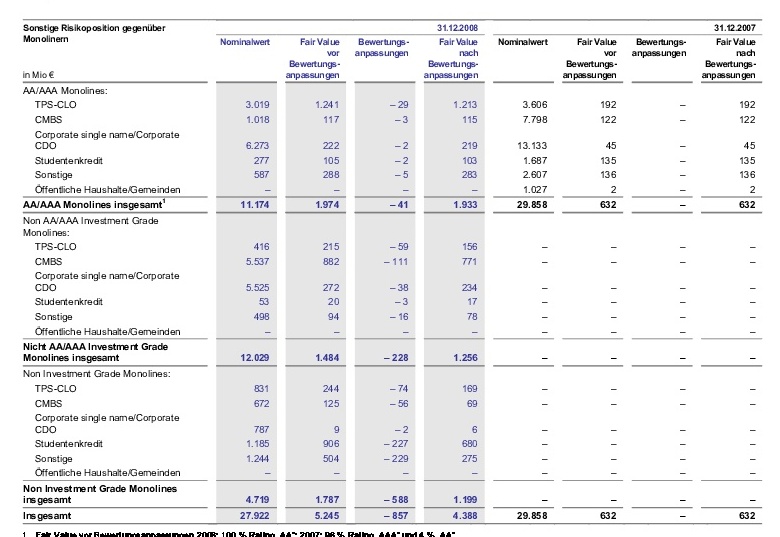 Sonstige Risikoposition gegenüber 31.12.2008 31.12.2007
Monolinern Nominalwert Fair Value Bewertungs- Fair Value Nominalwert Fair Value Bewertungs- Fair Value
vor anpassungen nach vor anpassungen nach
Bewertungs- Bewertungs- Bewertungs- Bewertungs-
in Mio € anpassungen anpassungen anpassungen anpassungen
AA/AAA Monolines:
TPS-CLO 3.019 1.241 – 29 1.213 3.606 192 – 192
CMBS 1.018 117 – 3 115 7.798 122 – 122
Corporate single name/Corporate
CDO 6.273 222 – 2 219 13.133 45 – 45
Studentenkredit 277 105 – 2 103 1.687 135 – 135
Sonstige 587 288 – 5 283 2.607 136 – 136
Öffentliche Haushalte/Gemeinden – – – – 1.027 2 – 2
AA/AAA Monolines insgesamt¹ 11.174 1.974 – 41 1.933 29.858 632 – 632
Non AA/AAA Investment Grade
Monolines:
TPS-CLO 416 215 – 59 156 – – – –
CMBS 5.537 882 – 111 771 – – – –
Corporate single name/Corporate
CDO 5.525 272 – 38 234 – – – –
Studentenkredit 53 20 – 3 17 – – – –
Sonstige 498 94 – 16 78 – – – –
Öffentliche Haushalte/Gemeinden – – – – – – – –
Nicht AA/AAA Investment Grade
Monolines insgesamt 12.029 1.484 – 228 1.256 – – – –
Non Investment Grade Monolines:
TPS-CLO 831 244 – 74 169 – – – –
CMBS 672 125 – 56 69 – – – –
Corporate single name/Corporate
CDO 787 9 – 2 6 – – – –
Studentenkredit 1.185 906 – 227 680 – – – –
Sonstige 1.244 504 – 229 275 – – – –
Öffentliche Haushalte/Gemeinden – – – – – – – –
Non Investment Grade Monolines
insgesamt 4.719 1.787 – 588 1.199 – – – –
Insgesamt 27.922 5.245 – 857 4.388 29.858 632 – 632
1 Fair Value vor Bewertungsanpassungen 2008: 100 % Rating